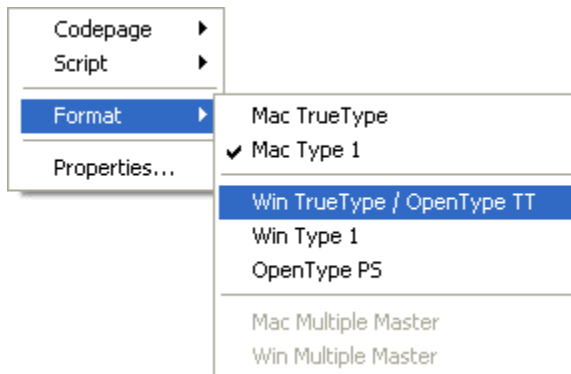 Codepage
Script
Format
Properties...
Mac TrueType
Mac Type 1
Win TrueType / OpenType TT
Win Type 1
OpenType PS
Mac Multiple Master
Win Multiple Master